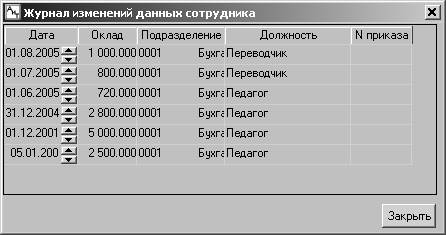 Журнал изменений данных сотрудника
Дата Оклад Подразделение Должность N приказа
01.08.2005 1 000.000 0001 Бухга Переводчик
01.07.2005 800.000 0001 Бухга Переводчик
01.06.2005 720.000 0001 Бухга Педагог
31.12.2004 2 800.000 0001 Бухга Педагог
01.12.2001 5 000.000 0001 Бухга Педагог
05.01.200 2 500.000 0001 Бухга Педагог
Закрыть